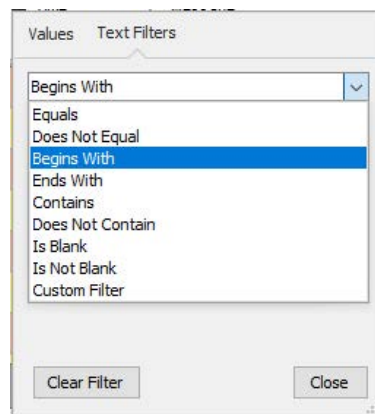 Values Text Filters
Begins With
Equals
Does Not Equal
Begins With
Ends With
Contains
Does Not Contain
Is Blank
Is Not Blank
Custom Filter
Clear Filter Close